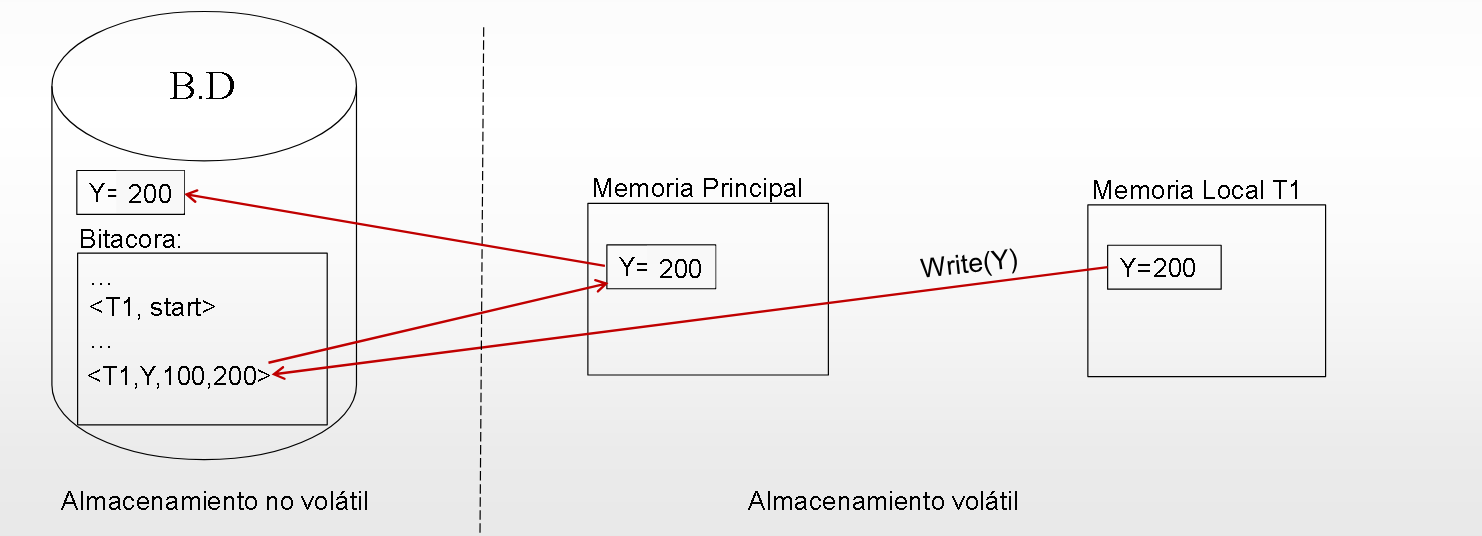 B.D
Y= 200
Bitacora:
...
<T1, start>
...
<T1,Y,100,200>
Almacenamiento no volátil
Memoria Principal
Y= 200
Write(Y)
Memoria Local T1
Y=200
Almacenamiento volátil